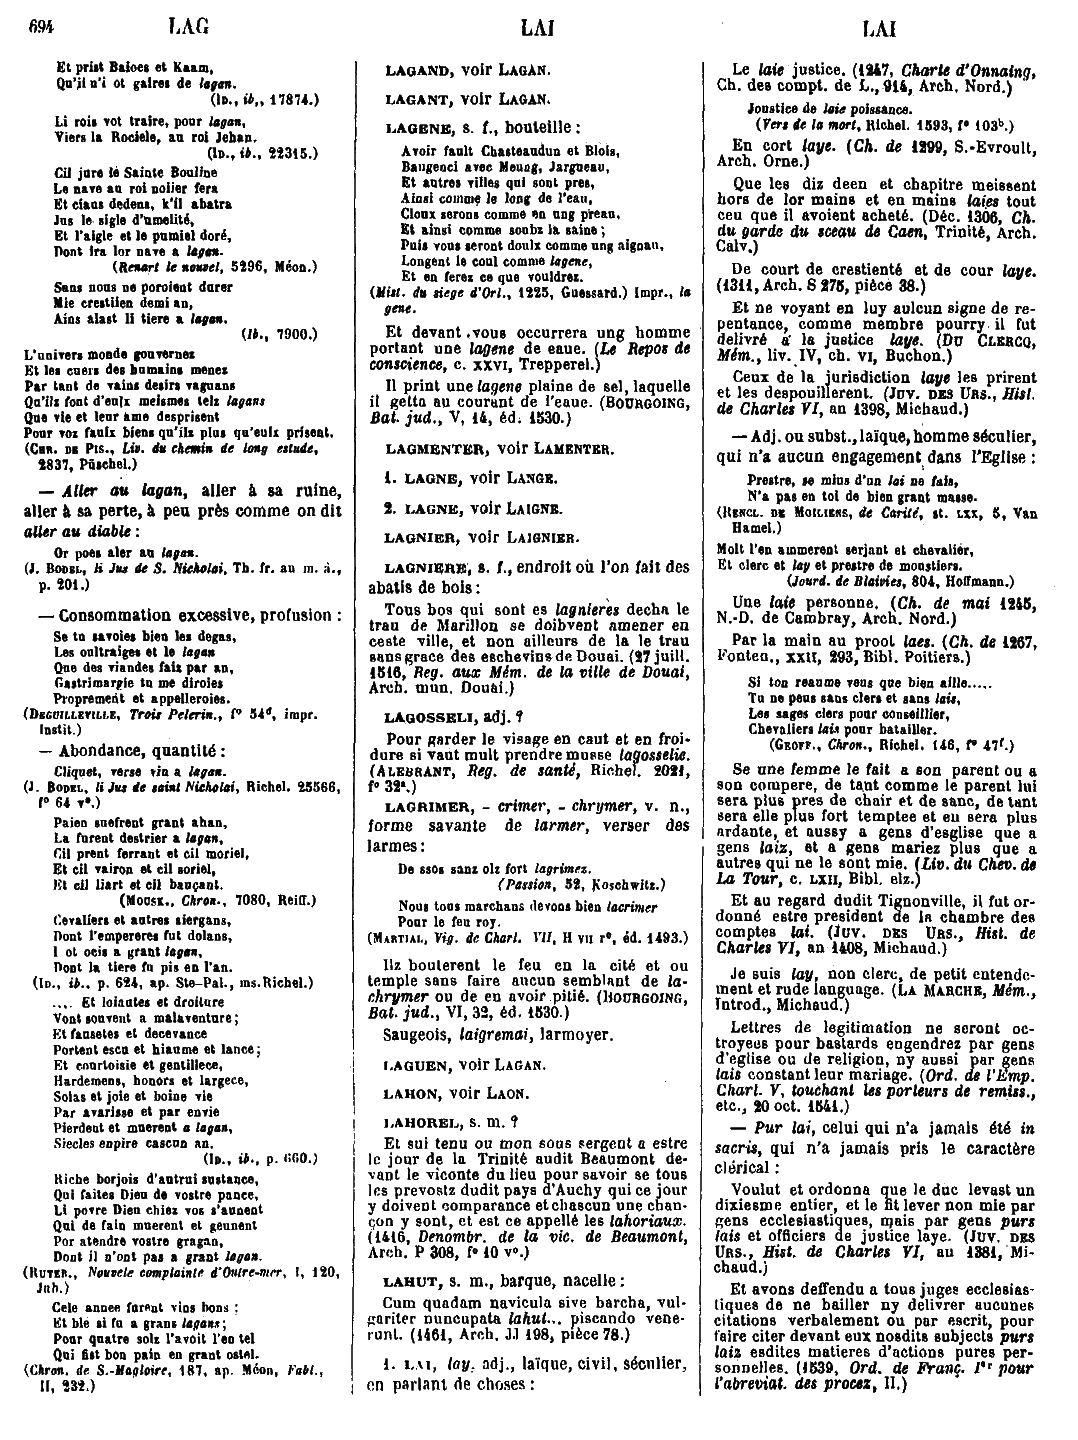 694 LAG LAI LAI
Et prist Baioes et Kaam,
Qu'il n'i ot gaires de lagan.
(ID., ib,, 17874.)
Li rois vot traire, pour lagan,
Viers la Rociele, au roi Jehan.
(ID., ib., 22315.)
Cil jure lé Sainte Bouline
Le nave au roi nolier fera
Et ciaus dedens, k'il abatra
Jus le sigle d'umelité,
Et l'aigle et le pumiel doré,
Dont ira lor nave a lagan.
(Renart le nouvel, 5296, Méon.)
Sans nous ne poroient durer
Mie crestiien demi an,
Ains alast li tiere a lagan.
(Ib., 7900.)
L'univers monde gouvernez
Et les cuers des humains menez
Par tant de vains desirs vaguans
Qu'ilz font d'eulx meismes telz lagans
Que vie et leur ame desprisent
Pour voz faulx biens qu'ilz plus qu'eulx prisent.
(CHR. DE PIS., Liv. du chemin de long estude,
2837, Püschel.)
— Aller au lagan, aller à sa ruine,
aller à sa perte, à peu près comme on dit
aller au diable :
Or poes aler au lagan.
(J. BODEL, li Jus de S. Nicholai, Th. fr. au m. à.,
p. 201.)
— Consommation excessive, profusion :
Se tu savoies bien les degas,
Les oultraiges et le lagan
Que des viandes fais par an,
Gastrimargie tu me diroies
Proprement et appelleroies.
(DEGUILLEVILLE, Trois Pelerin., f° 54d, impr.
Instit.)
— Abondance, quantité :
Cliquet, verse vin a lagan.
(J. BODEL, li Jus de saint Nicholai, Richel. 25566,
f° 64 v°.)
Paien suefrent grant ahan,
La furent destrier a lagan,
Cil prent ferrant et cil moriel,
Et cil vairon et cil soriel,
Et cil liart et cil bauçant.
(MOUSK., Chron., 7080, Reiff.)
Cevaliers et autres siergans,
Dont l'empereres fut dolans,
I ot ocis a grant lagan,
Dont la tiere fu pis en l'an.
(ID., ib., p. 624, ap. Ste-Pal., ms. Richel.)
.... Et loiautes et droiture
Vont souvent a malaventure ;
Et fausetes et decevance
Portent escu et hiaume et lance ;
Et courtoisie et gentillece,
Hardemens, honors et largece,
Solas et joie et boine vie
Par avarisse et par envie
Pierdent et muerent a lagan,
Siecles enpire cascun an.
(ID., ib., p. 660.)
Riche borjois d'autrui sustance,
Qui faites Dieu de vostre pance,
Li povre Dieu chiez vos s'aunent
Qui de fain muerent et geunent
Por atendre vostre gragan,
Dont il n'ont pas a grant lagan.
(RUTEB., Nouvele complainte d'Outre-mer, I, 120,
Jub.)
Cele annee furent vins bons ;
Et blé si fu a grans lagans ;
Pour quatre solz l'avoit l'en tel
Qui fist bon pain en grant ostel.
(Chron. de S.-Magloire, 187, ap. Méon, Fabl.,
II, 232.)
LAGAND, voir LAGAN.
LAGANT, voir LAGAN.
LAGENE, s. f., bouteille :
Avoir fault Chasteaudun et Blois,
Baugenci avec Meung, Jargueau,
Et autres villes qui sont pres,
Ainsi comme le long de l'eau,
Cloux serons comme en ung preau,
Et ainsi comme soubz la saine ;
Puis vous seront doulx comme ung aignau,
Longent le coul comme lagene,
Et en ferez ce que vouldrez.
(Mist. du siege d'Orl., 1225, Guessard.) Impr., la
gene.
Et devant vous occurrera ung homme
portant une lagene de eaue. (Le Repos de
conscience, c. XXVI, Trepperel.)
Il print une lagene plaine de sel, laquelle
il getta au courant de l'eaue. (BOURGOING,
Bat. jud., V, 14, éd. 1530.)
LAGMENTER, voir LAMENTER.
1. LAGNE, voir LANGE.
2. LAGNE, voir LAIGNE.
LAGNIER, voir LAIGNIER.
LAGNIERE, s. f., endroit où l'on fait des
abatis de bois :
Tous bos qui sont es lagnieres decha le
trau de Marillon se doibvent amener en
ceste ville, et non ailleurs de la le trau
sans grace des eschevins de Douai. (27 juill.
1516, Reg. aux Mém. de la ville de Douai,
Arch. mun. Douai.)
LAGOSSELI, adj. ?
Pour garder le visage en caut et en froi-
dure si vaut mult prendre musse lagosselie.
(ALEBRANT, Reg. de santé, Richel. 2021,
f° 32a.)
LAGRIMER, - crimer, - chrymer, v. n.,
forme savante de larmer, verser des
larmes :
De ssos sanz olz fort lagrimez.
(Passion, 52, Koschwitz.)
Nous tous marchans devons bien lacrimer
Pour le feu roy.
(MARTIAL, Vig. de Charl. VII, H VII r°, éd. 1493.)
Ilz bouterent le feu en la cité et ou
temple sans faire aucun semblant de la-
chrymer ou de en avoir pitié. (BOURGOING,
Bat. jud., VI, 32, éd. 1530.)
Saugeois, laigremai, larmoyer.
LAGUEN, voir LAGAN.
LAHON, voir LAON.
LAHOREL, s. m. ?
Et sui tenu ou mon sous sergent a estre
le jour de la Trinité audit Beaumont de-
vant le viconte du lieu pour savoir se tous
les prevostz dudit pays d'Auchy qui ce jour
y doivent comparance et chascun une chan-
çon y sont, et est ce appellé les lahoriaux.
(1416, Denombr. de la vic. de Beaumont,
Arch. P 308, f° 10 v°.)
LAHUT, s. m., barque, nacelle :
Cum quadam navicula sive barcha, vul-
gariter nuncupata lahut... piscando vene-
runt. (1461, Arch. JJ 198, pièce 78.)
1. LAI, lay, adj., laïque, civil, séculier,
en parlant de choses :
Le laie justice. (1247, Charte d'Onnaing,
Ch. des compt. de L., 914, Arch. Nord.)
Joustice de laie poissance.
(Vers de la mort, Richel. 1593, f° 103b.)
En cort laye. (Ch. de 1299, S.-Evroult,
Arch. Orne.)
Que les diz deen et chapitre meissent
hors de lor mains et en mains laies tout
ceu que il avoient acheté. (Déc. 1306, Ch.
du garde du sceau de Caen, Trinité, Arch.
Calv.)
De court de crestienté et de cour laye.
(1311, Arch. S 275, pièce 38.)
Et ne voyant en luy aulcun signe de re-
pentance, comme membre pourry il fut
delivré a la justice laye. (DU CLERCQ,
Mém., liv. IV, ch. VI, Buchon.)
Ceux de la jurisdiction laye les prirent
et les despouillerent. (JUV. DES URS., Hist.
de Charles VI, an 1398, Michaud.)
— Adj. ou subst., laïque, homme séculier,
qui n'a aucun engagement dans l'Eglise :
Prestre, se mius d'un lai ne fais,
N'a pas en toi de bien grant masse.
(RENCL. DE MOILIENS, de Carité, st. LXX, 5, Van
Hamel.)
Molt l'en ammerent serjant et chevalier,
Et clerc et lay et prestre de monstiers.
(Jourd. de Blaivies, 804, Hoffmann.)
Une laie personne. (Ch. de mai 1245,
N.-D. de Cambray, Arch. Nord.)
Par la main au prool laes. (Ch. de 1267,
Fonten., XXII, 293, Bibl. Poitiers.)
Si ton reaume veus que bien aille.....
Tu ne peus sans clers et sans lais,
Les sages clers pour conseillier,
Chevaliers lais pour batailler.
(GEOFF., Chron., Richel. 146, f° 47f.)
Se une femme le fait a son parent ou a
son compere, de tant comme le parent lui
sera plus pres de chair et de sanc, de tant
sera elle plus fort temptee et en sera plus
ardante, et aussy a gens d'esglise que a
gens laiz, et a gens mariez plus que a
autres qui ne le sont mie. (Liv. du Chev. de
La Tour, c. LXII, Bibl. elz.)
Et au regard dudit Tignonville, il fut or-
donné estre president de la chambre des
comptes lai. (JUV. DES URS., Hist. de
Charles VI, an 1408, Michaud.)
Je suis lay, non clerc, de petit entende-
ment et rude language. (LA MARCHE, Mém.,
Introd., Michaud.)
Lettres de legitimation ne seront oc-
troyees pour bastards engendrez par gens
d'eglise ou de religion, ny aussi par gens
lais constant leur mariage. (Ord. de l'Emp.
Charl. V, touchant les porteurs de remiss.,
etc., 20 oct. 1541.)
— Pur lai, celui qui n'a jamais été in
sacris, qui n'a jamais pris le caractère
clérical :
Voulut et ordonna que le duc levast un
dixiesme entier, et le fit lever non mie par
gens ecclesiastiques, mais par gens purs
lais et officiers de justice laye. (JUV. DES
URS., Hist. de Charles VI, au 1381, Mi-
chaud.)
Et avons deffendu a tous juges ecclesias-
tiques de ne bailler ny delivrer aucunes
citations verbalement ou par escrit, pour
faire citer devant eux nosdits subjects purs
laiz esdites matieres d'actions pures per-
sonnelles. (1539, Ord. de Franç. Ier pour
l'abreviat. des procez, II.)